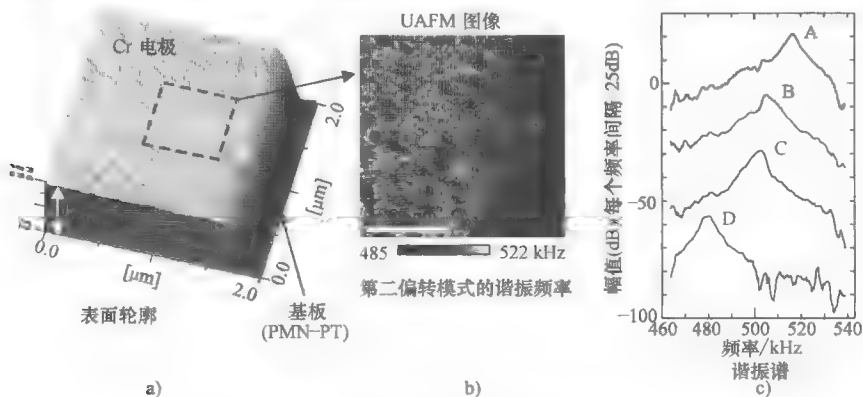 Cr 电极
2.0
[μm]
0.0
0.0
[μm]
2.0
基板
(PMN-PT)
表面轮廓
a)
UAFM 图像
485
522 kHz
第二偏转模式的谐振频率
b)
幅值(dB)(每个频率间隔 25dB)
0
-50
-100
A
B
C
D
460 480 500 520 540
频率/kHz
谐振谱
c)